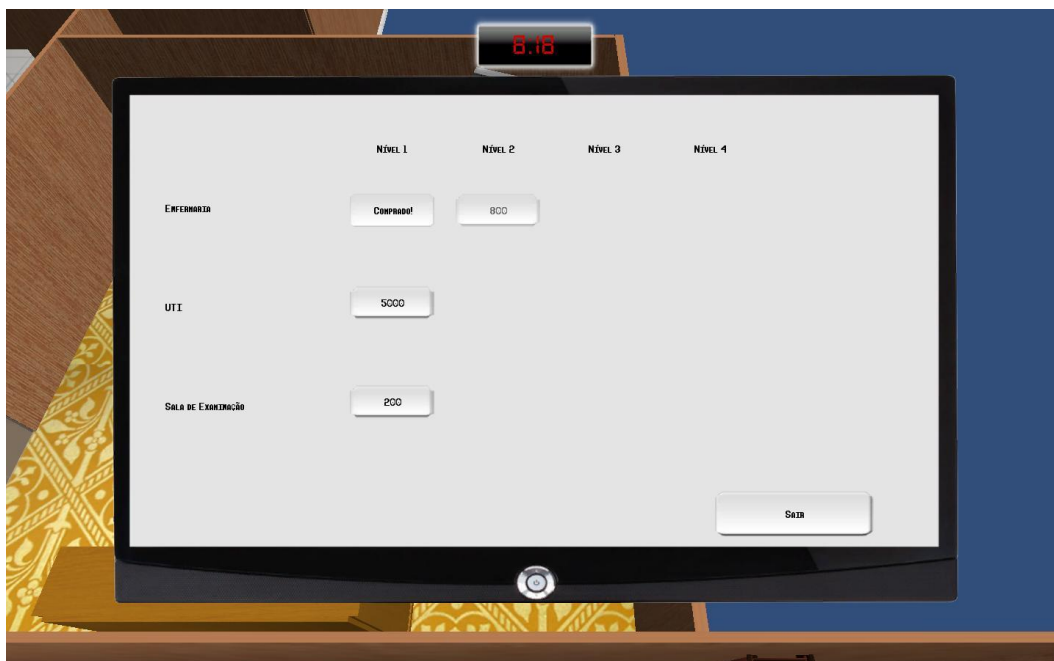 8:18
Nível 1 Nível 2 Nível 3 Nível 4
Enfermaria Comprado! 800
UTI 5000
Sala de Examinação 200
Sair